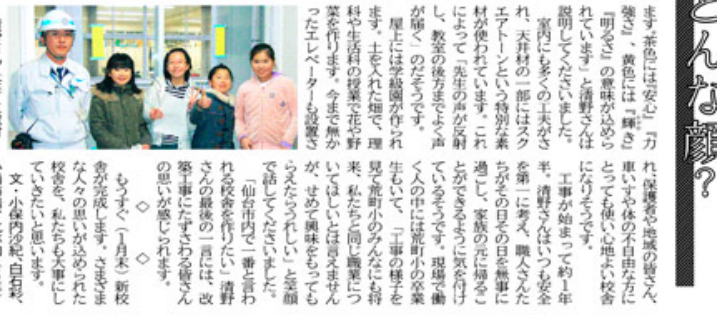 どんな顔？
ます。茶色には「安心」「力
強さ」、黄色には「輝き」
『明るさ』の意味が込めら
れています」と清野さんは
説明してくださいました。
室内にも多くの工夫がさ
れ、天井材の一部にはスク
エアトーンという特別な素
材が使われています。これ
によって「先生の声が反射
し、教室の後方までよく声
が届く」のだそうです。
屋上には学級園が作られ
ます。土を入れた畑で、理
科や生活科の授業で花や野
菜を作ります。今まで無か
ったエレベーターも設置さ
れ、保護者や地域の皆さん、
車いすや体の不自由な方に
とっても使い心地よい校舎
になりそうです。
工事が始まって約１年
半。清野さんはいつも安全
を第一に考え、職人さんた
ちがその日その日を無事に
過ごし、家族の元に帰るこ
とができるように気を付け
ているそうです。現場で働
く人の中には荒町小の卒業
生もいて、「工事の様子を
見て荒町小のみんなにも将
来、私たちと同じ職業につ
いてほしいとは言えません
が、せめて興味をもっても
らえたらうれしい」と笑顔
で話してくださいました。
「仙台市内で一番と言わ
れる校舎を作りたい」清野
さんの最後の一言には、改
築工事にたずさわる皆さん
の思いが感じられます。
◇　◇
もうすぐ（１月末）新校
舎が完成します。さまざま
な人々の思いが込められた
校舎を、私たちも大事にし
ていきたいと思います。
文・小保内沙紀、白石彩、